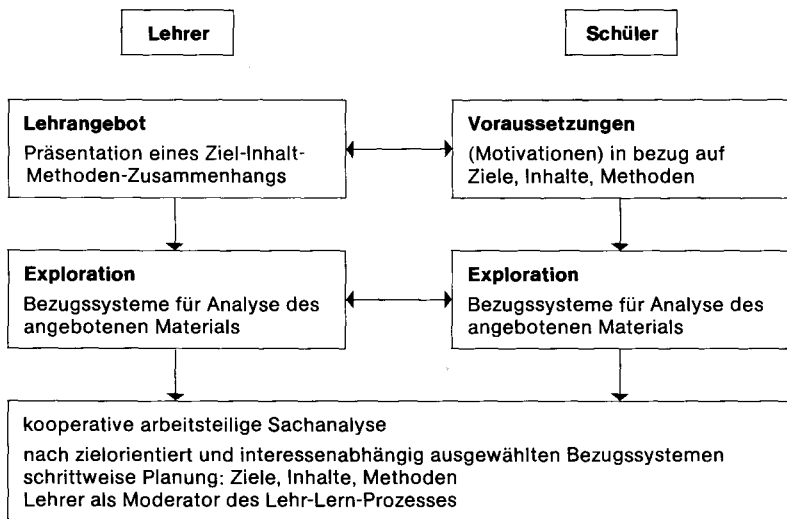 Lehrer
Schüler
Lehrangebot
Präsentation eines Ziel-Inhalt-
Methoden-Zusammenhangs
Voraussetzungen
(Motivationen) in bezug auf
Ziele, Inhalte, Methoden
Exploration
Bezugssysteme für Analyse des
angebotenen Materials
Exploration
Bezugssysteme für Analyse des
angebotenen Materials
kooperative arbeitsteilige Sachanalyse
nach zielorientiert und interessenabhängig ausgewählten Bezugssystemen
schrittweise Planung: Ziele, Inhalte, Methoden
Lehrer als Moderator des Lehr-Lern-Prozesses